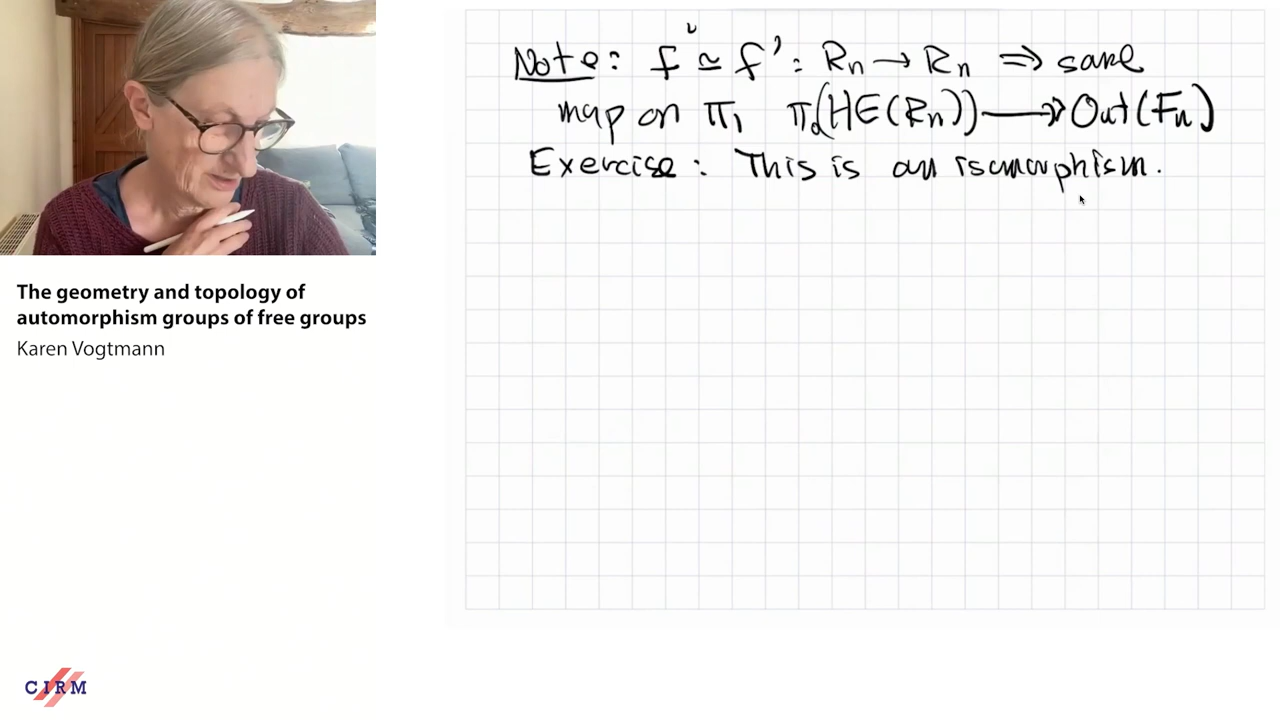 Note: f ≃ f' : Rn → Rn ⇒ same
map on π₁ π₀(HE(Rn)) ↠ Out(Fn)
Exercise: This is an isomorphism.
The geometry and topology of
automorphism groups of free groups
Karen Vogtmann
CIRM